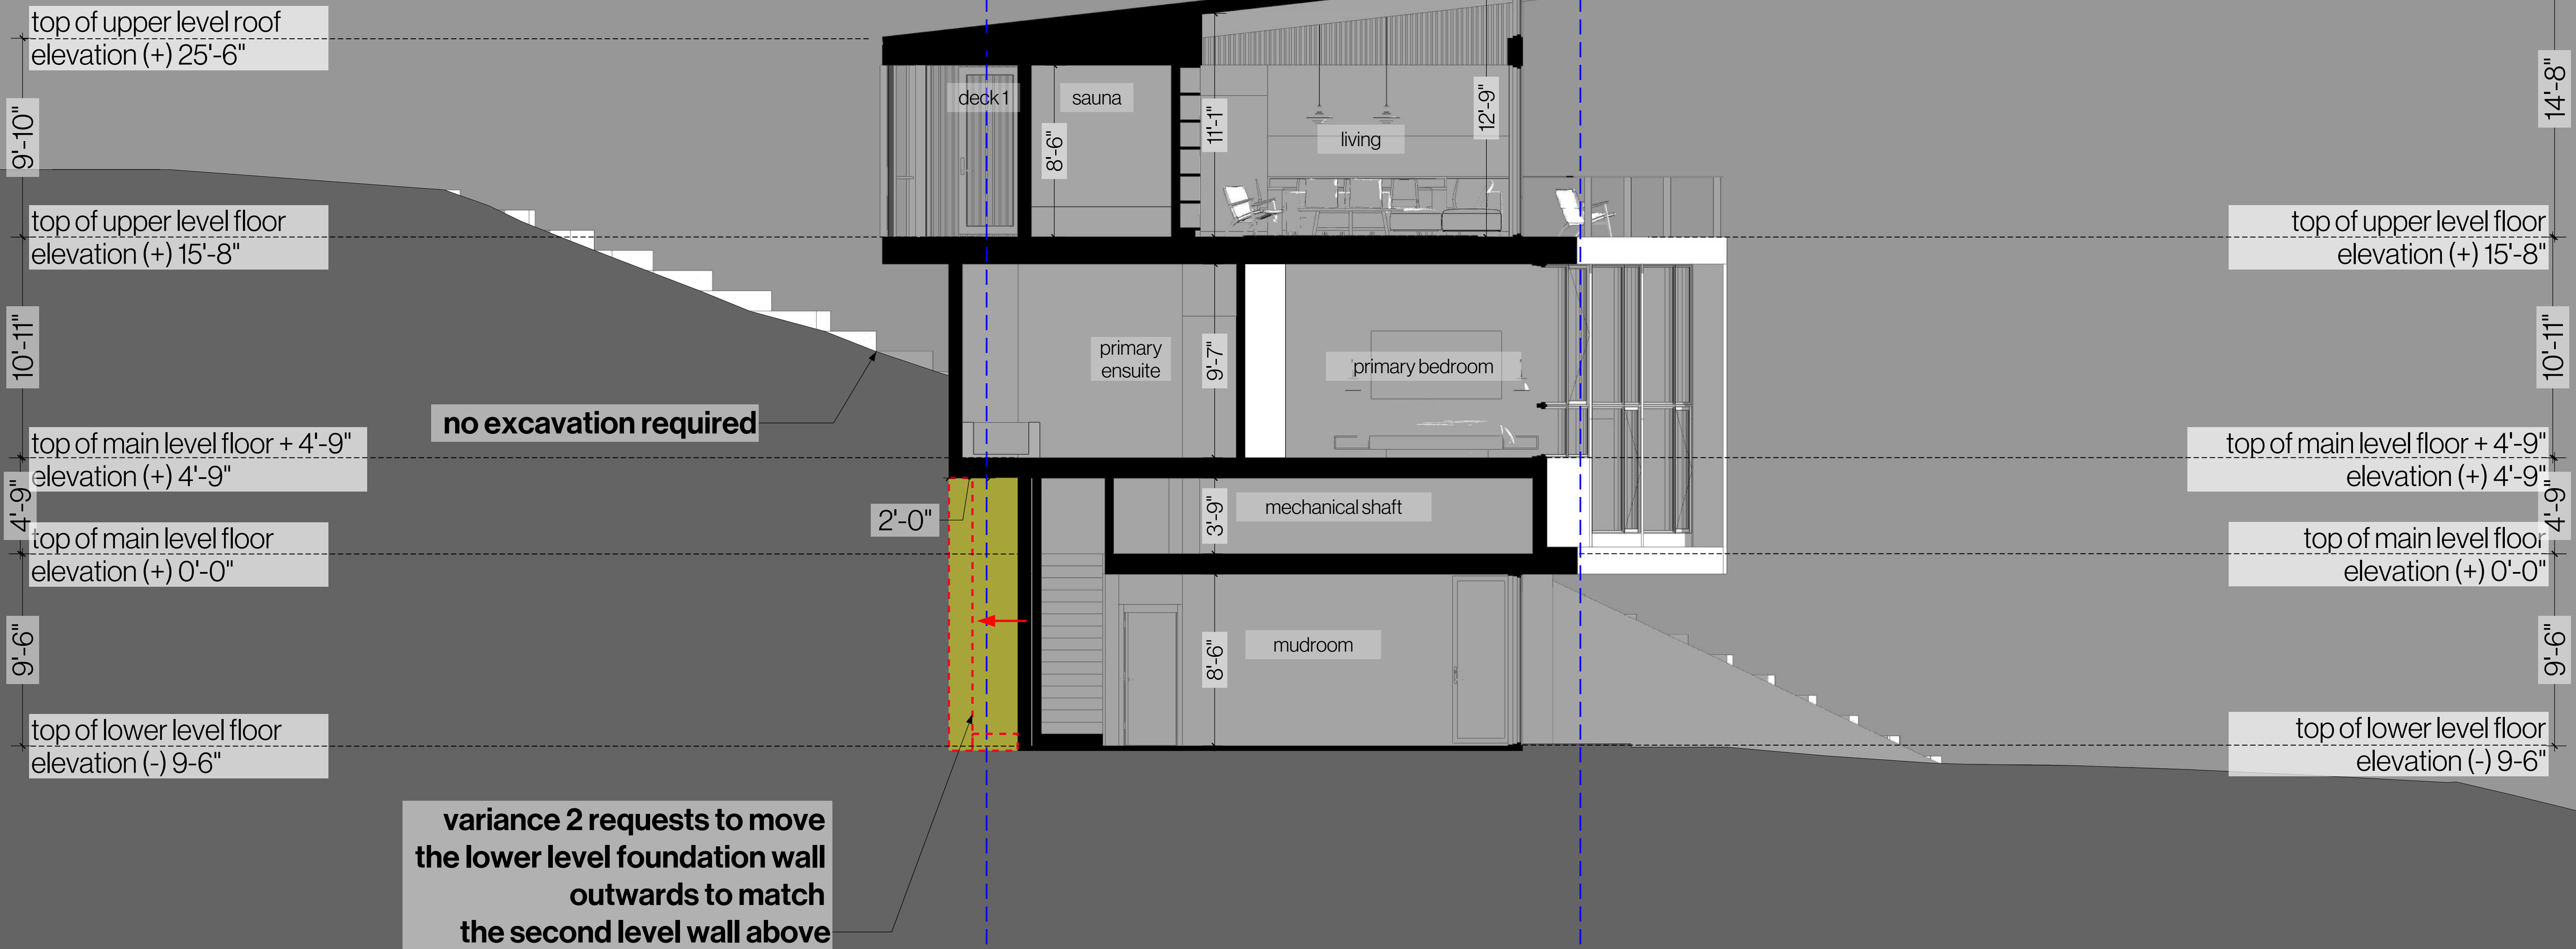 top of upper level roof
elevation (+) 25'-6"
9'-10"
top of upper level floor
elevation (+) 15'-8"
10'-11"
top of main level floor + 4'-9"
elevation (+) 4'-9"
4'-9"
top of main level floor
elevation (+) 0'-0"
9'-6"
top of lower level floor
elevation (-) 9-6"
no excavation required
2'-0"
variance 2 requests to move
the lower level foundation wall
outwards to match
the second level wall above
deck 1
sauna
8'-6"
11'-1"
living
12'-9"
primary
ensuite
9'-7"
primary bedroom
3'-9"
mechanical shaft
8'-6"
mudroom
14'-8"
top of upper level floor
elevation (+) 15'-8"
10'-11"
top of main level floor + 4'-9"
elevation (+) 4'-9"
4'-9"
top of main level floor
elevation (+) 0'-0"
9'-6"
top of lower level floor
elevation (-) 9-6"